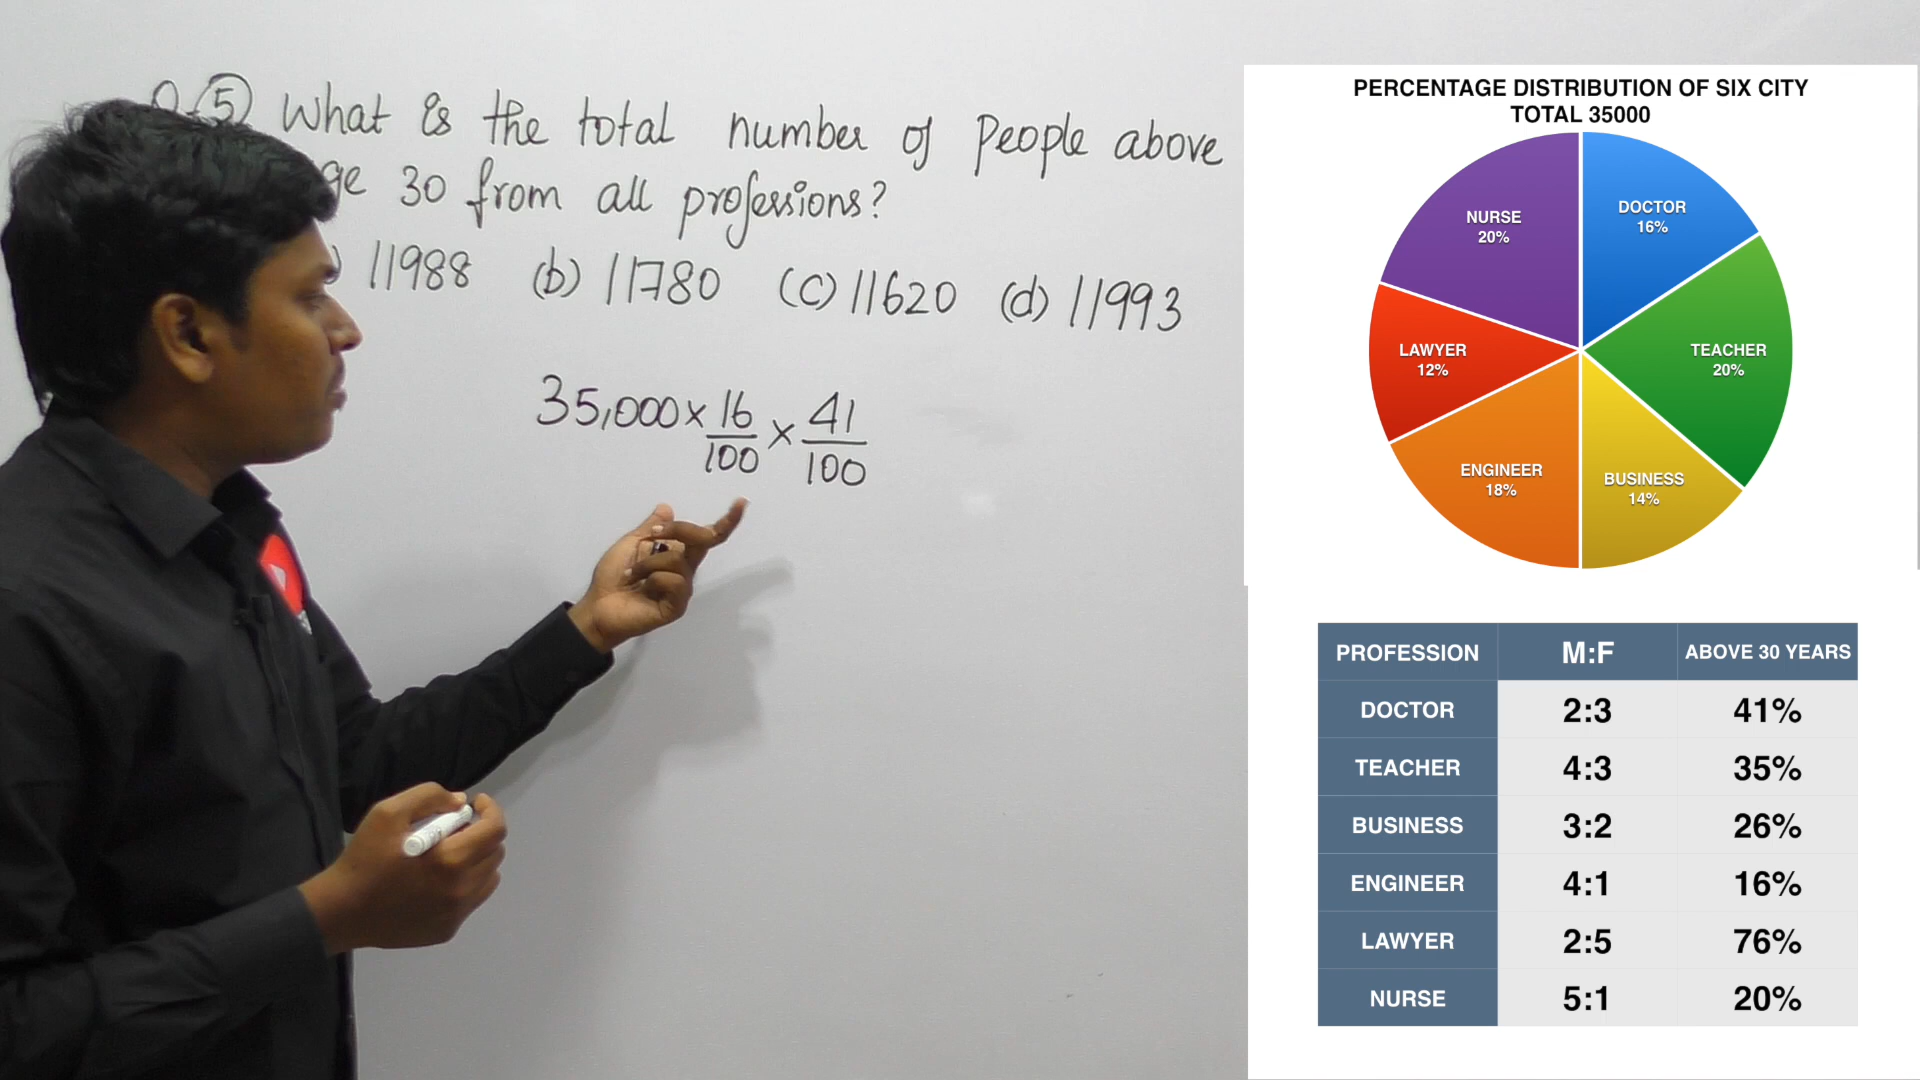 Q. 5 What is the total number of People above
ge 30 from all professions?
) 11988 (b) 11780 (c) 11620 (d) 11993
35,000 × 16/100 × 41/100
PERCENTAGE DISTRIBUTION OF SIX CITY
TOTAL 35000
NURSE
20%
DOCTOR
16%
LAWYER
12%
TEACHER
20%
ENGINEER
18%
BUSINESS
14%
PROFESSION M:F ABOVE 30 YEARS
DOCTOR 2:3 41%
TEACHER 4:3 35%
BUSINESS 3:2 26%
ENGINEER 4:1 16%
LAWYER 2:5 76%
NURSE 5:1 20%